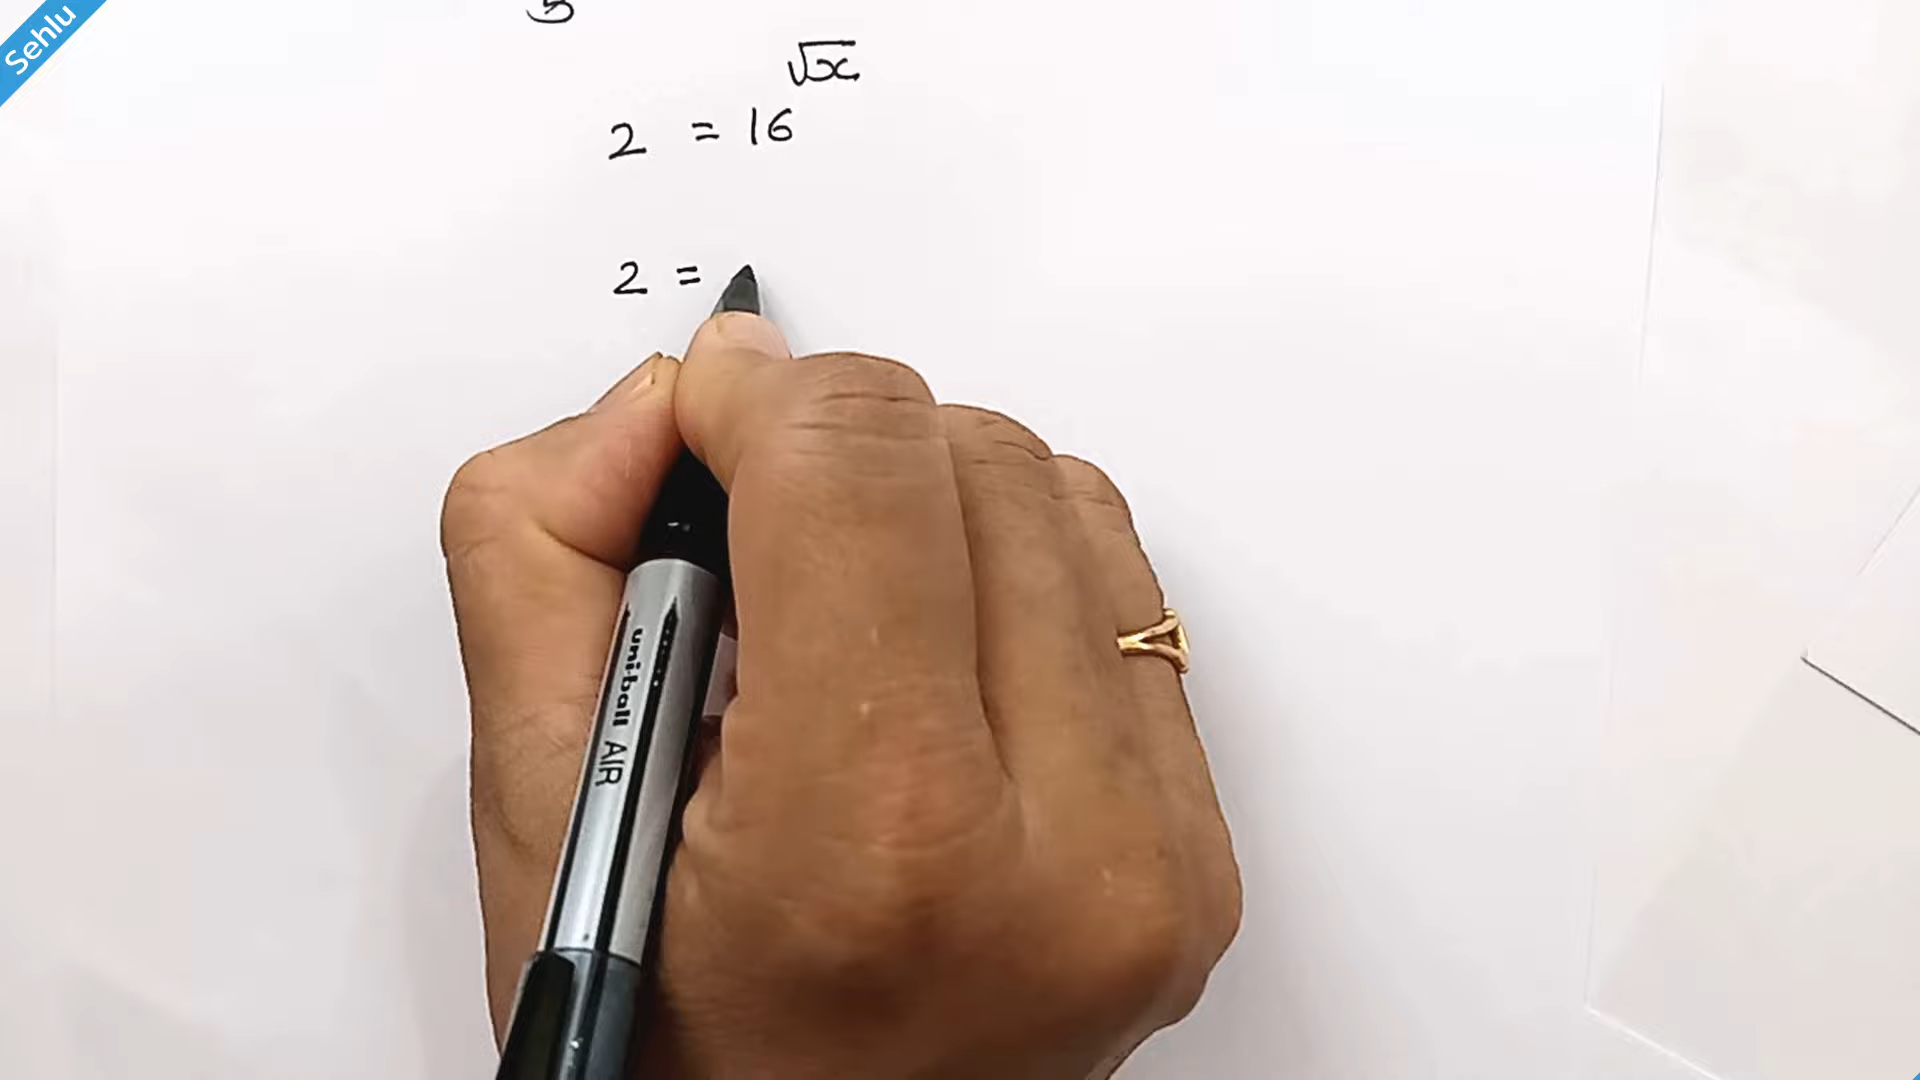 Sehlu
2 = 16^√x
2 =
uni-ball AIR